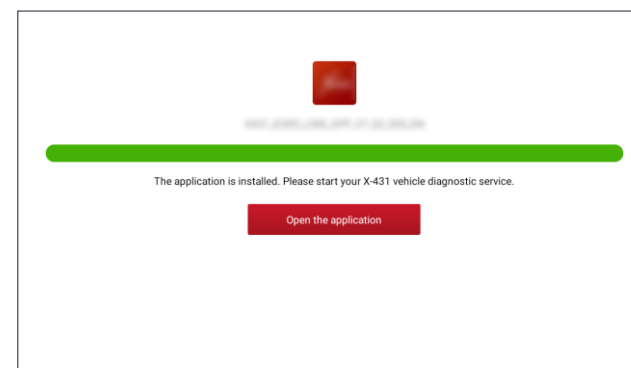 The application is installed. Please start your X-431 vehicle diagnostic service.
Open the application